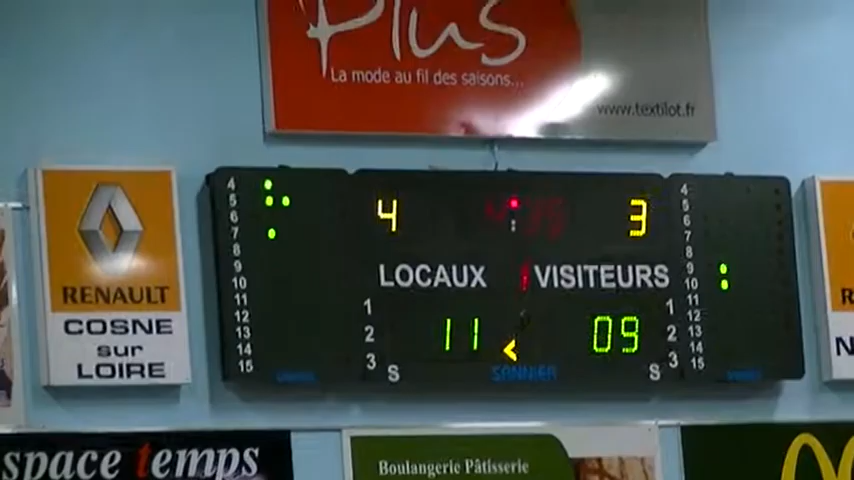 Plus
La mode au fil des saisons...
www.textilot.fr
RENAULT
COSNE
sur
LOIRE
4
5
6
7
8
9
10
11
12
13
14
15
4
3
LOCAUX
VISITEURS
1
2
3
S
11
<
09
1
2
3
S
SANNIER
4
5
6
7
8
9
10
11
12
13
14
15
space temps
Boulangerie Pâtisserie